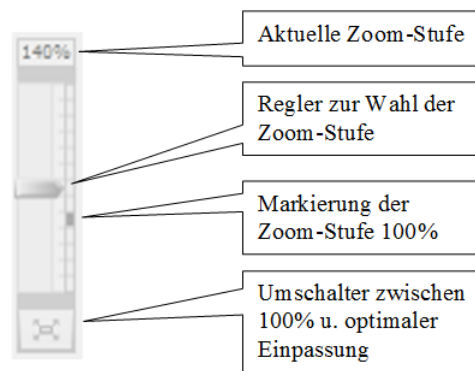 140%
Aktuelle Zoom-Stufe
Regler zur Wahl der
Zoom-Stufe
Markierung der
Zoom-Stufe 100%
Umschalter zwischen
100% u. optimaler
Einpassung